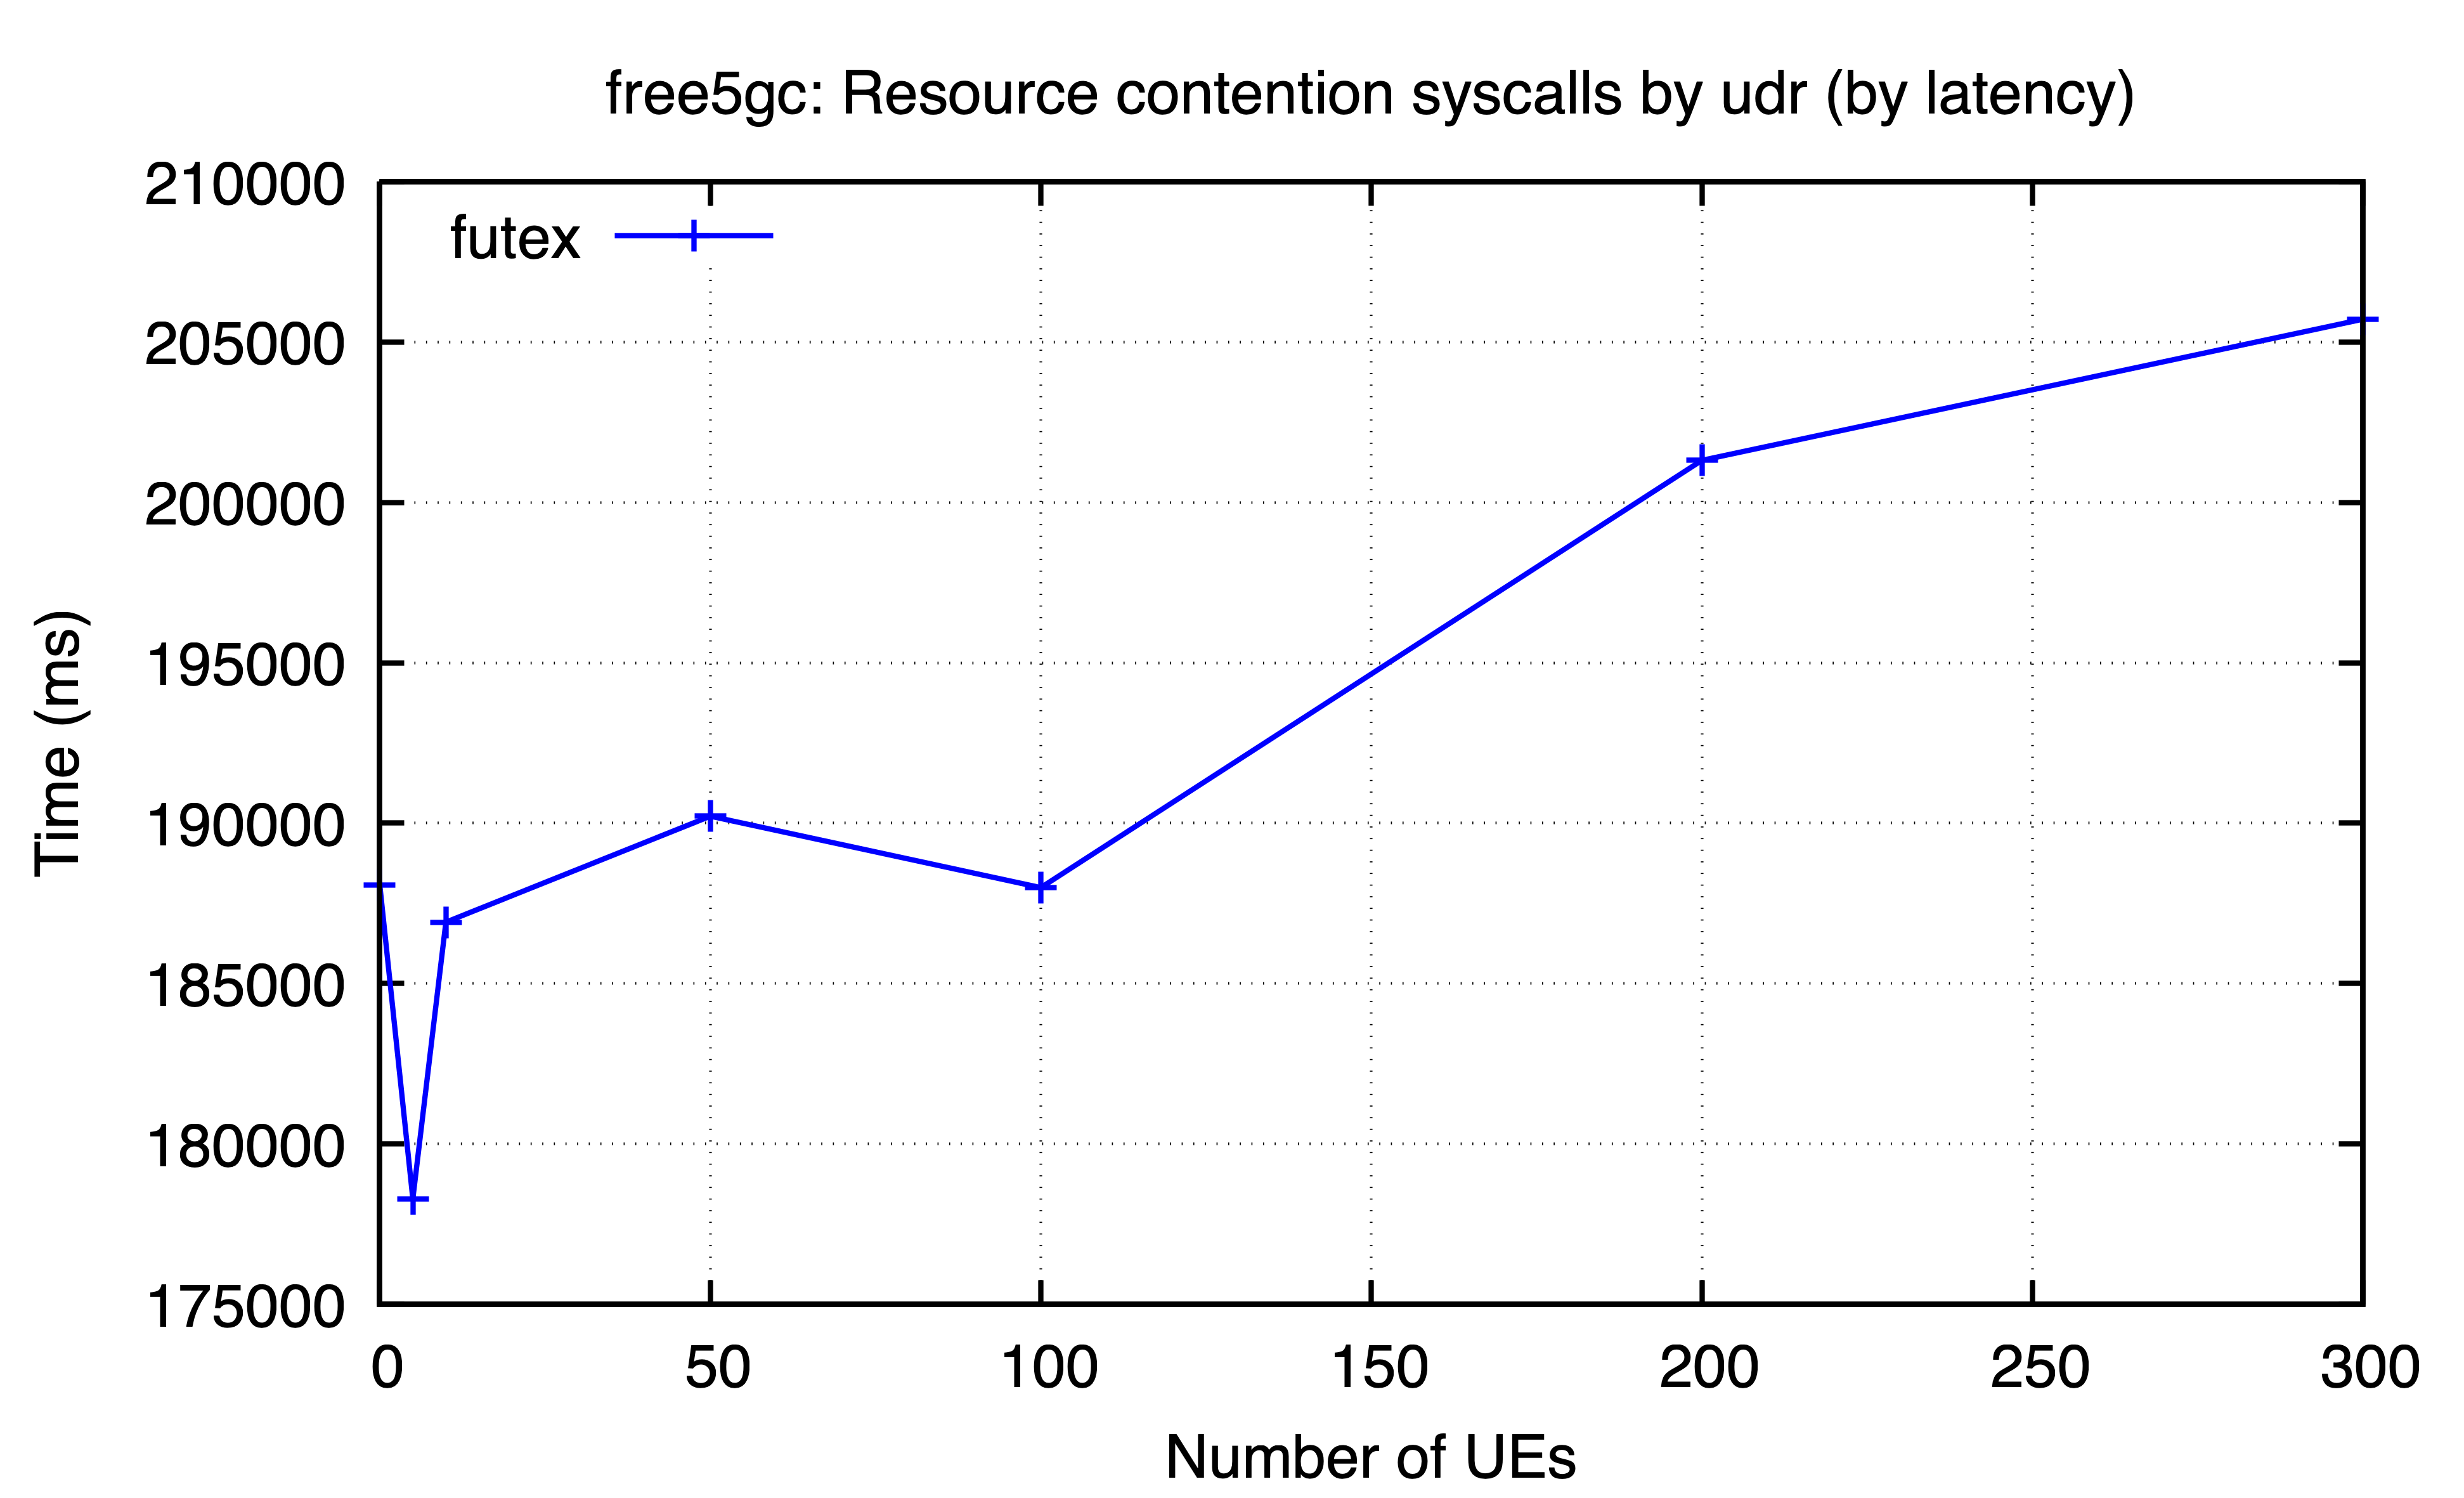 free5gc: Resource contention syscalls by udr (by latency)
futex
210000
205000
200000
195000
190000
185000
180000
175000
Time (ms)
0 50 100 150 200 250 300
Number of UEs